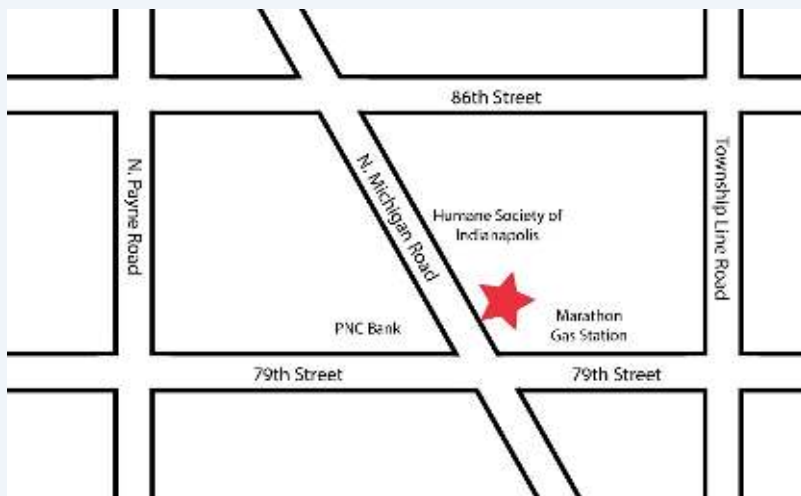 86th Street
N. Payne Road
N. Michigan Road
Township Line Road
Humane Society of
Indianapolis
PNC Bank
Marathon
Gas Station
79th Street
79th Street